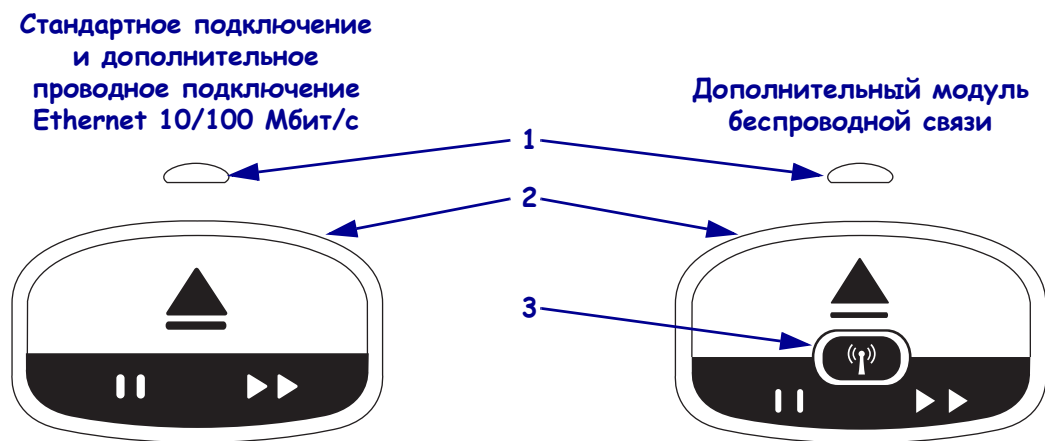 Стандартное подключение
и дополнительное
проводное подключение
Ethernet 10/100 Мбит/с
Дополнительный модуль
беспроводной связи
1
2
3